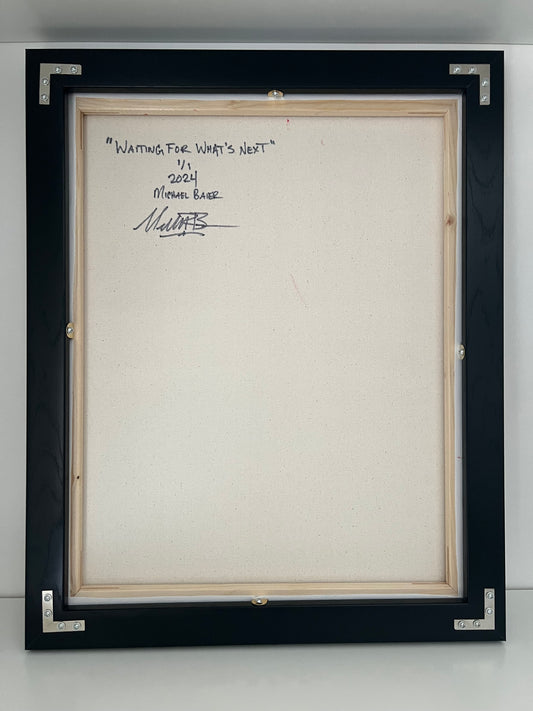 "WAITING FOR WHAT'S NEXT"
1/1
2024
MICHAEL BAIER